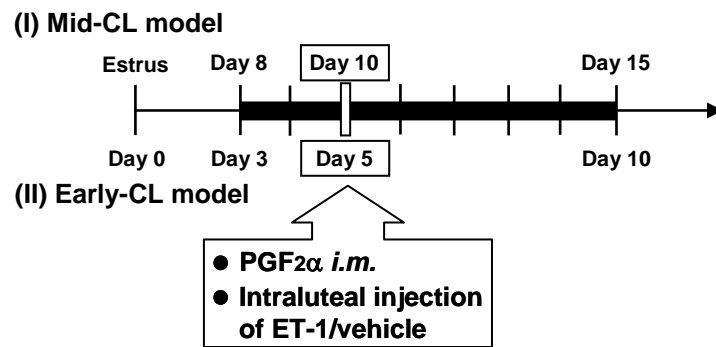 (I) Mid-CL model
Estrus Day 8 Day 10 Day 15
Day 0 Day 3 Day 5 Day 10
(II) Early-CL model
● PGF2α i.m.
● Intraluteal injection
of ET-1/vehicle